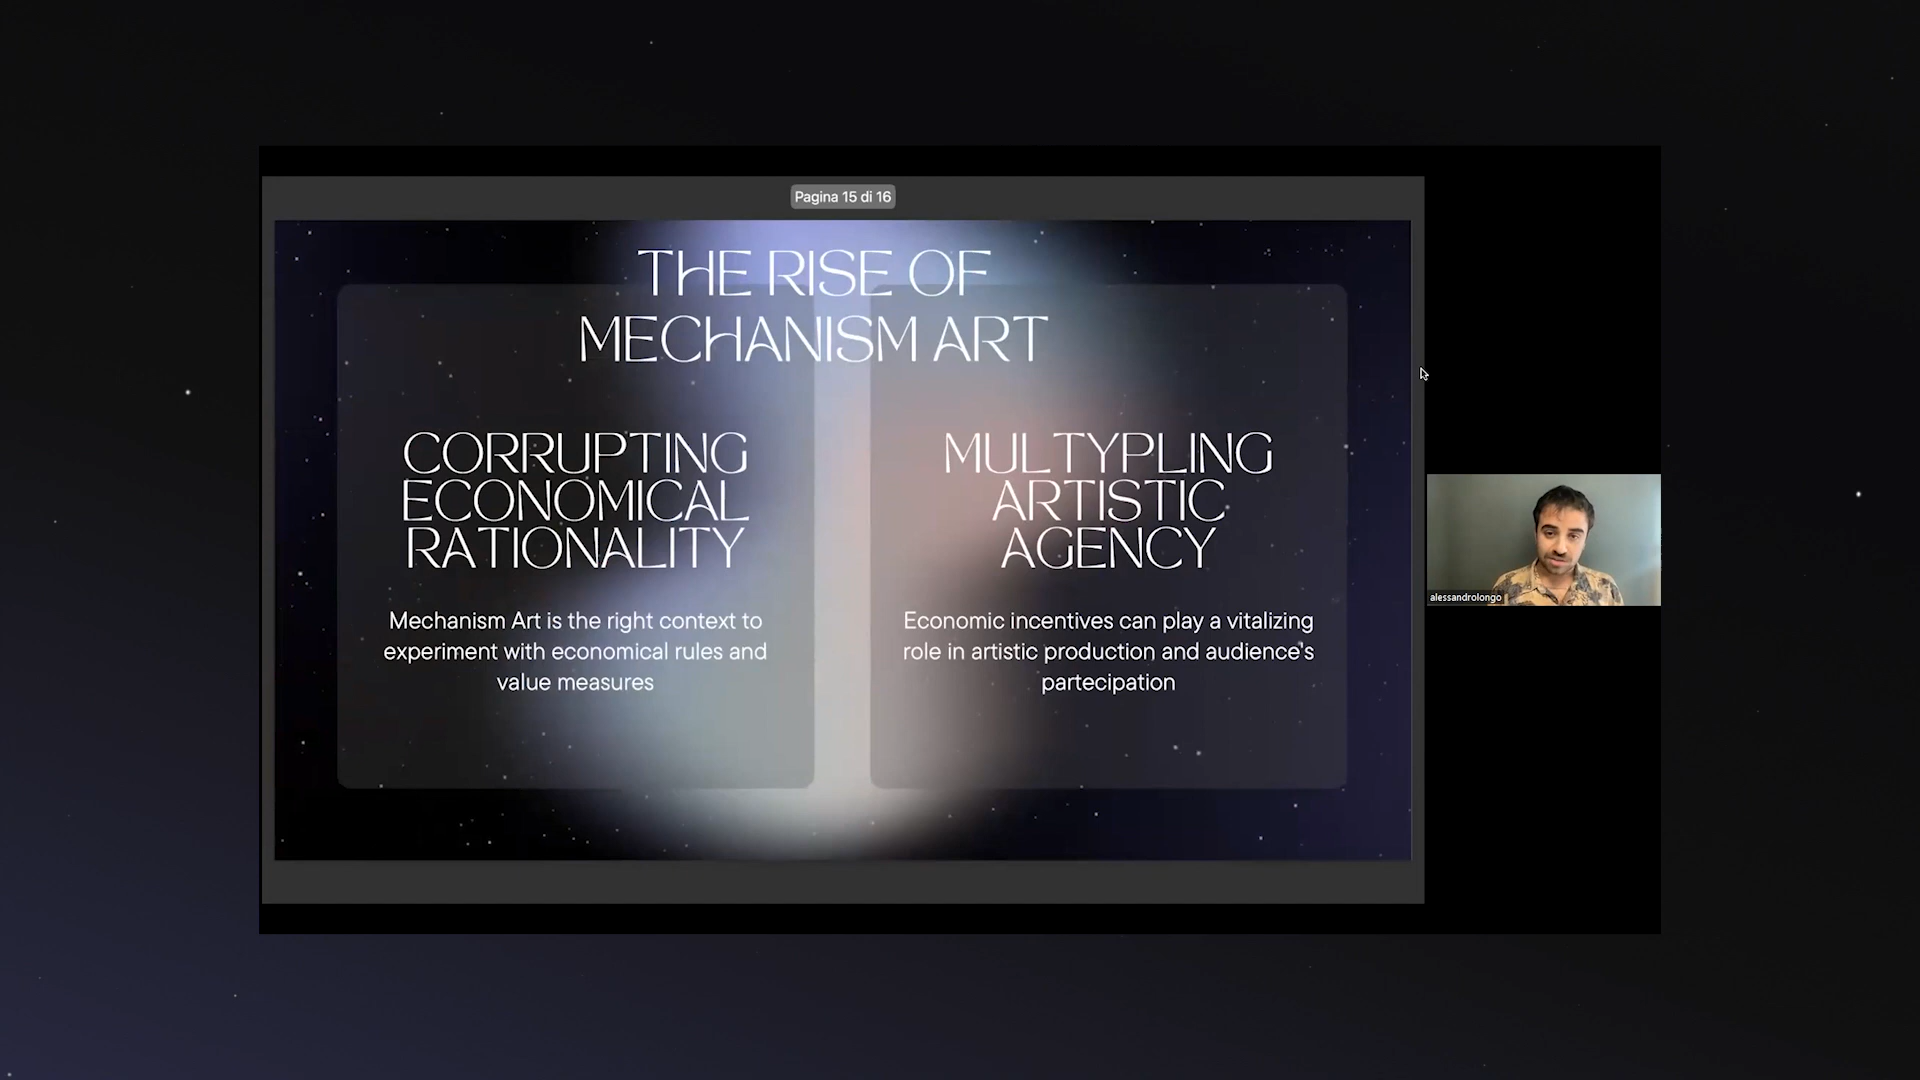 Pagina 15 di 16
THE RISE OF
MECHANISM ART
CORRUPTING
ECONOMICAL
RATIONALITY
Mechanism Art is the right context to
experiment with economical rules and
value measures
MULTYPLING
ARTISTIC
AGENCY
Economic incentives can play a vitalizing
role in artistic production and audience's
partecipation
alessandrolongo